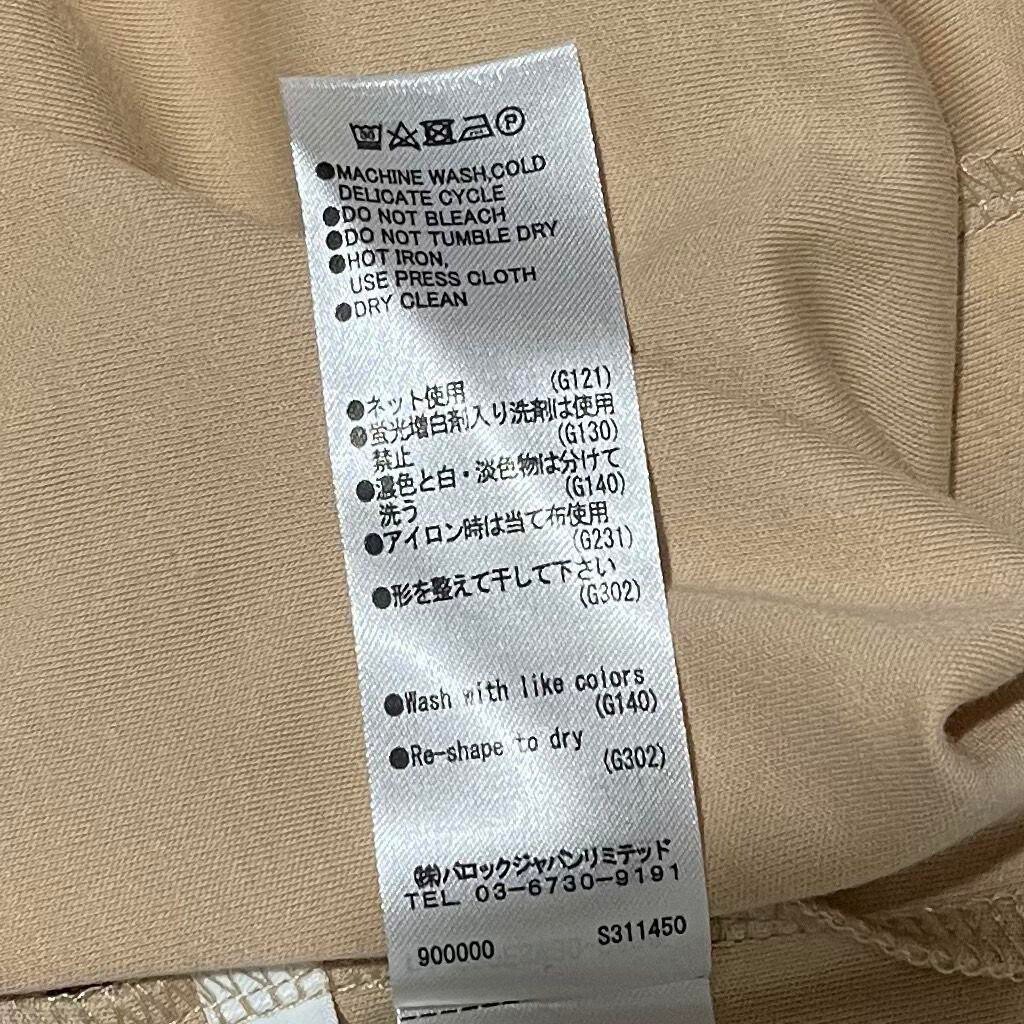 ●MACHINE WASH,COLD
DELICATE CYCLE
●DO NOT BLEACH
●DO NOT TUMBLE DRY
●HOT IRON,
USE PRESS CLOTH
●DRY CLEAN
●ネット使用 (G121)
●蛍光増白剤入り洗剤は使用
禁止 (G130)
●濃色と白・淡色物は分けて
洗う (G140)
●アイロン時は当て布使用
(G231)
●形を整えて干して下さい
(G302)
●Wash with like colors
(G140)
●Re-shape to dry
(G302)
(株)バロックジャパンリミテッド
TEL. 03-6730-9191
900000 S311450